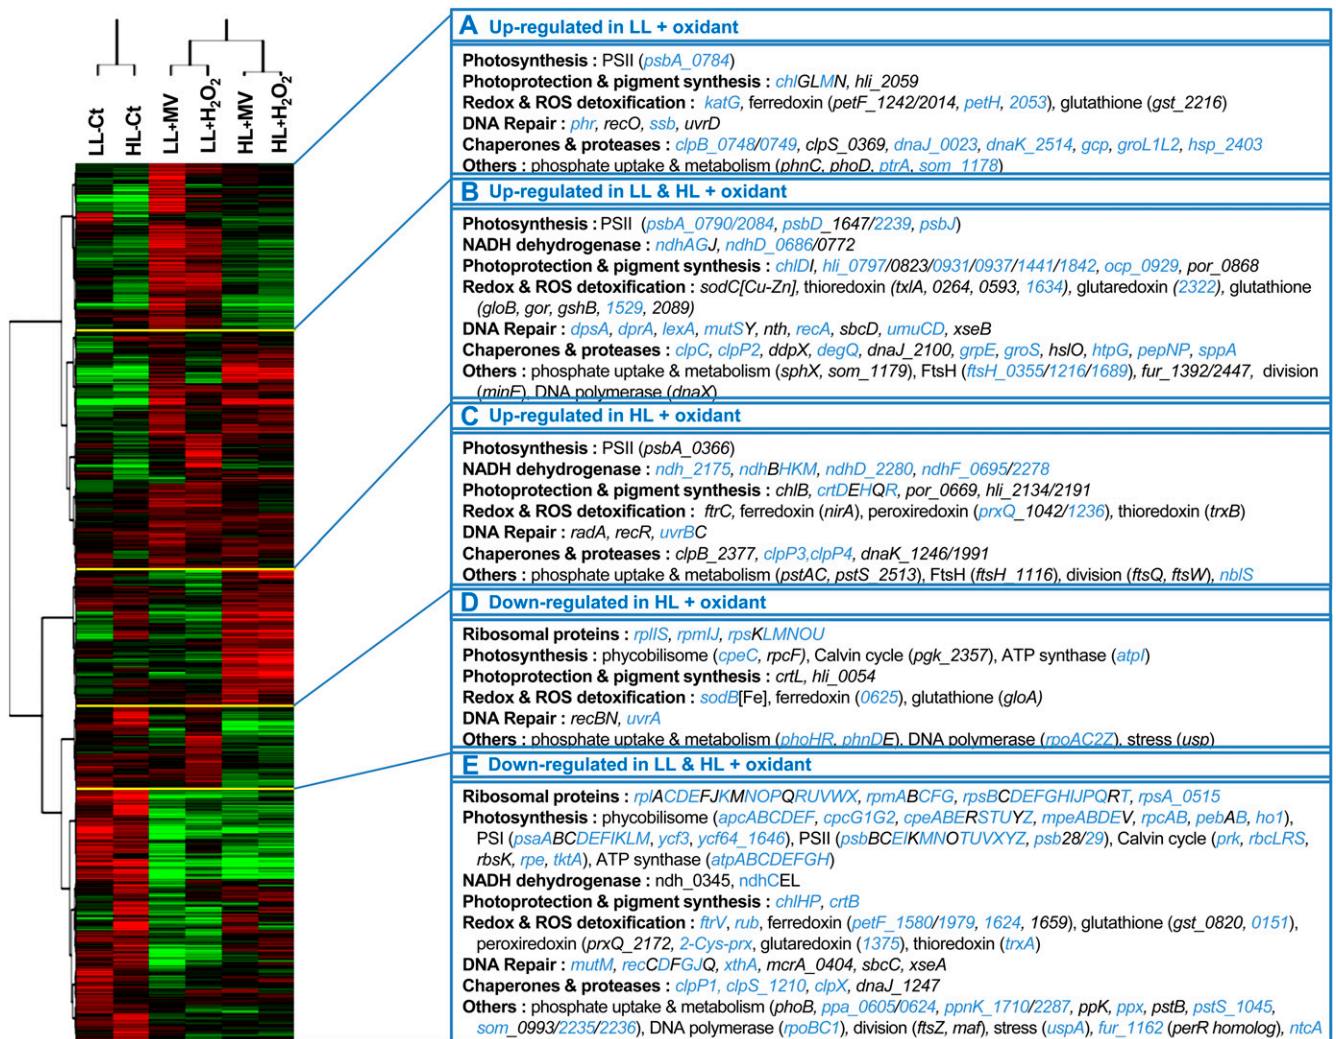 LL-Ct
HL-Ct
LL+MV
LL+H₂O₂
HL+MV
HL+H₂O₂
A Up-regulated in LL + oxidant
Photosynthesis : PSII (psbA_0784)
Photoprotection & pigment synthesis : chlGLMN, hli_2059
Redox & ROS detoxification : katG, ferredoxin (petF_1242/2014, petH, 2053), glutathione (gst_2216)
DNA Repair : phr, recO, ssb, uvrD
Chaperones & proteases : clpB_0748/0749, clpS_0369, dnaJ_0023, dnaK_2514, gcp, groL1L2, hsp_2403
Others : phosphate uptake & metabolism (phnC, phoD, ptrA, som_1178)
B Up-regulated in LL & HL + oxidant
Photosynthesis : PSII (psbA_0790/2084, psbD_1647/2239, psbJ)
NADH dehydrogenase : ndhAGJ, ndhD_0686/0772
Photoprotection & pigment synthesis : chlDI, hli_0797/0823/0931/0937/1441/1842, ocp_0929, por_0868
Redox & ROS detoxification : sodC[Cu-Zn], thioredoxin (txlA, 0264, 0593, 1634), glutaredoxin (2322), glutathione
(gloB, gor, gshB, 1529, 2089)
DNA Repair : dpsA, dprA, lexA, mutSY, nth, recA, sbcD, umuCD, xseB
Chaperones & proteases : clpC, clpP2, ddpX, degQ, dnaJ_2100, grpE, groS, hslO, htpG, pepNP, sppA
Others : phosphate uptake & metabolism (sphX, som_1179), FtsH (ftsH_0355/1216/1689), fur_1392/2447, division
(minE), DNA polymerase (dnaX)
C Up-regulated in HL + oxidant
Photosynthesis : PSII (psbA_0366)
NADH dehydrogenase : ndh_2175, ndhBHKM, ndhD_2280, ndhF_0695/2278
Photoprotection & pigment synthesis : chlB, crtDEHQR, por_0669, hli_2134/2191
Redox & ROS detoxification : ftrC, ferredoxin (nirA), peroxiredoxin (prxQ_1042/1236), thioredoxin (trxB)
DNA Repair : radA, recR, uvrBC
Chaperones & proteases : clpB_2377, clpP3,clpP4, dnaK_1246/1991
Others : phosphate uptake & metabolism (pstAC, pstS_2513), FtsH (ftsH_1116), division (ftsQ, ftsW), nblS
D Down-regulated in HL + oxidant
Ribosomal proteins : rplIS, rpmIJ, rpsKLMNOU
Photosynthesis : phycobilisome (cpeC, rpcF), Calvin cycle (pgk_2357), ATP synthase (atpI)
Photoprotection & pigment synthesis : crtL, hli_0054
Redox & ROS detoxification : sodB[Fe], ferredoxin (0625), glutathione (gloA)
DNA Repair : recBN, uvrA
Others : phosphate uptake & metabolism (phoHR, phnDE), DNA polymerase (rpoAC2Z), stress (usp)
E Down-regulated in LL & HL + oxidant
Ribosomal proteins : rplACDEFJKMNOPQRUVWX, rpmABCFG, rpsBCDEFGHIJPQRT, rpsA_0515
Photosynthesis : phycobilisome (apcABCDEF, cpcG1G2, cpeABERSTUYZ, mpeABDEV, rpcAB, pebAB, ho1),
PSI (psaABCDEFIKLM, ycf3, ycf64_1646), PSII (psbBCEIKMNOTUVXYZ, psb28/29), Calvin cycle (prk, rbcLRS,
rbsK, rpe, tktA), ATP synthase (atpABCDEFGH)
NADH dehydrogenase : ndh_0345, ndhCEL
Photoprotection & pigment synthesis : chlHP, crtB
Redox & ROS detoxification : ftrV, rub, ferredoxin (petF_1580/1979, 1624, 1659), glutathione (gst_0820, 0151),
peroxiredoxin (prxQ_2172, 2-Cys-prx, glutaredoxin (1375), thioredoxin (trxA)
DNA Repair : mutM, recCDFGJQ, xthA, mcrA_0404, sbcC, xseA
Chaperones & proteases : clpP1, clpS_1210, clpX, dnaJ_1247
Others : phosphate uptake & metabolism (phoB, ppa_0605/0624, ppnK_1710/2287, ppK, ppx, pstB, pstS_1045,
som_0993/2235/2236), DNA polymerase (rpoBC1), division (ftsZ, maf), stress (uspA), fur_1162 (perR homolog), ntcA